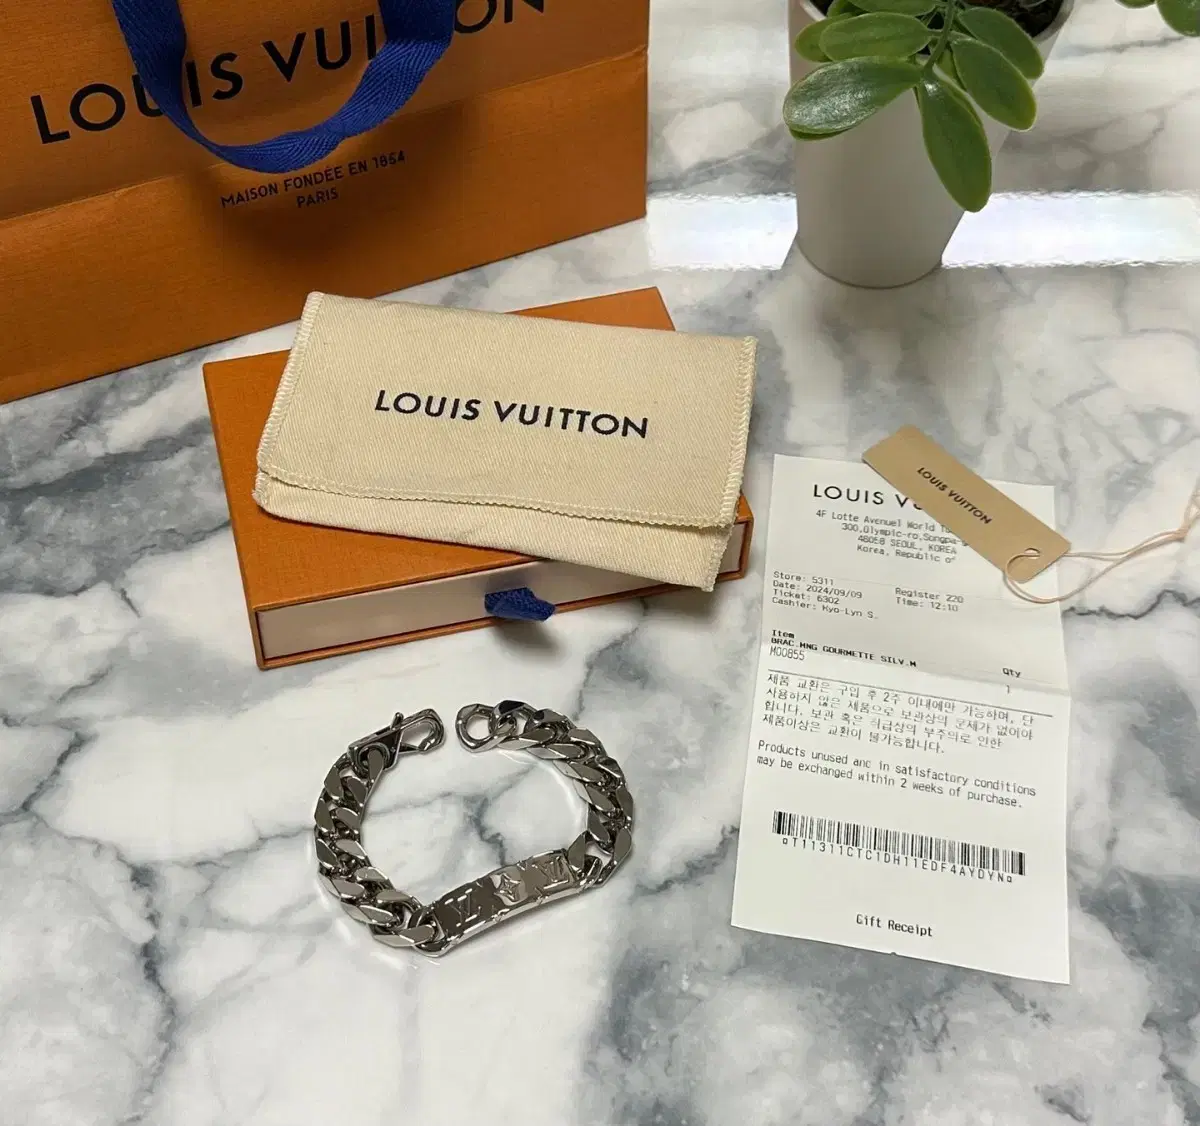 LOUIS VUITTON
MAISON FONDÉE EN 1854
PARIS
LOUIS VUITTON
LOUIS VUITTON
LOUIS V
4F Lotte Avenuel World
300,Olympic-ro,Songpa-
48058 SEOUL, KOREA
Korea, Republic o
Store: 5311
Date: 2024/09/09
Register Z20
Ticket: 6302
Time: 12:10
Cashier: Hyo-Lyn S.
Item
Qty
BRAC.MNG GOURMETTE SILV.M
M00855
1
제품 교환은 구입 후 2주 이내에만 가능하며, 단
사용하지 않은 제품으로 보관상의 문제가 없어야
합니다. 보관 혹은 취급상의 부주의로 인한
제품이상은 교환이 불가능합니다.
Products unused and in satisfactory conditions
may be exchanged within 2 weeks of purchase.
¤T11311CTC1DH11EDF4AYDYN¤
Gift Receipt
LV LV